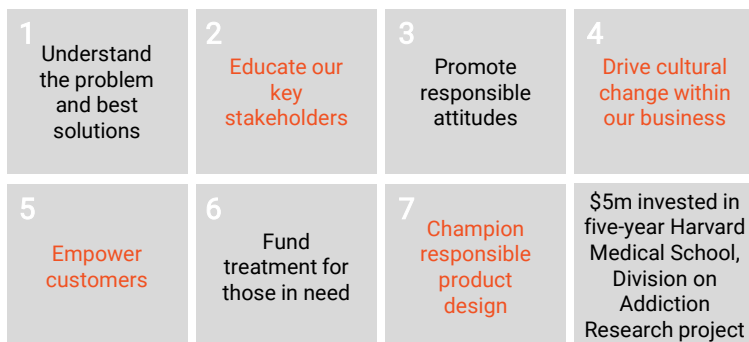 1
Understand
the problem
and best
solutions
2
Educate our
key
stakeholders
3
Promote
responsible
attitudes
4
Drive cultural
change within
our business
5
Empower
customers
6
Fund
treatment for
those in need
7
Champion
responsible
product
design
$5m invested in
five-year Harvard
Medical School,
Division on
Addiction
Research project